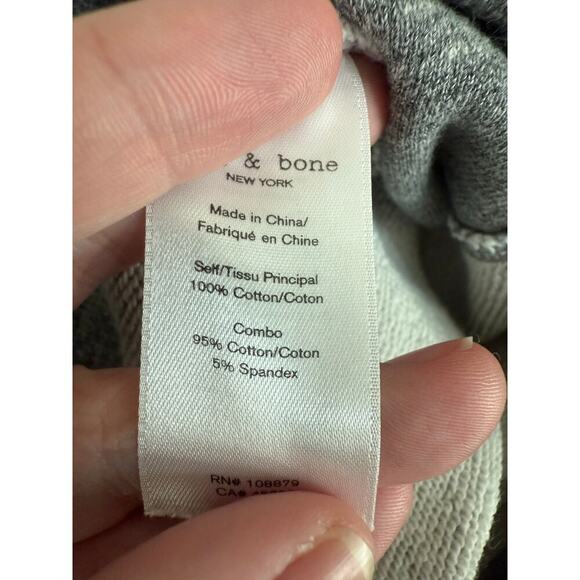 & bone
NEW YORK
Made in China/
Fabriqué en Chine
Self/Tissu Principal
100% Cotton/Coton
Combo
95% Cotton/Coton
5% Spandex
RN# 108879
CA#